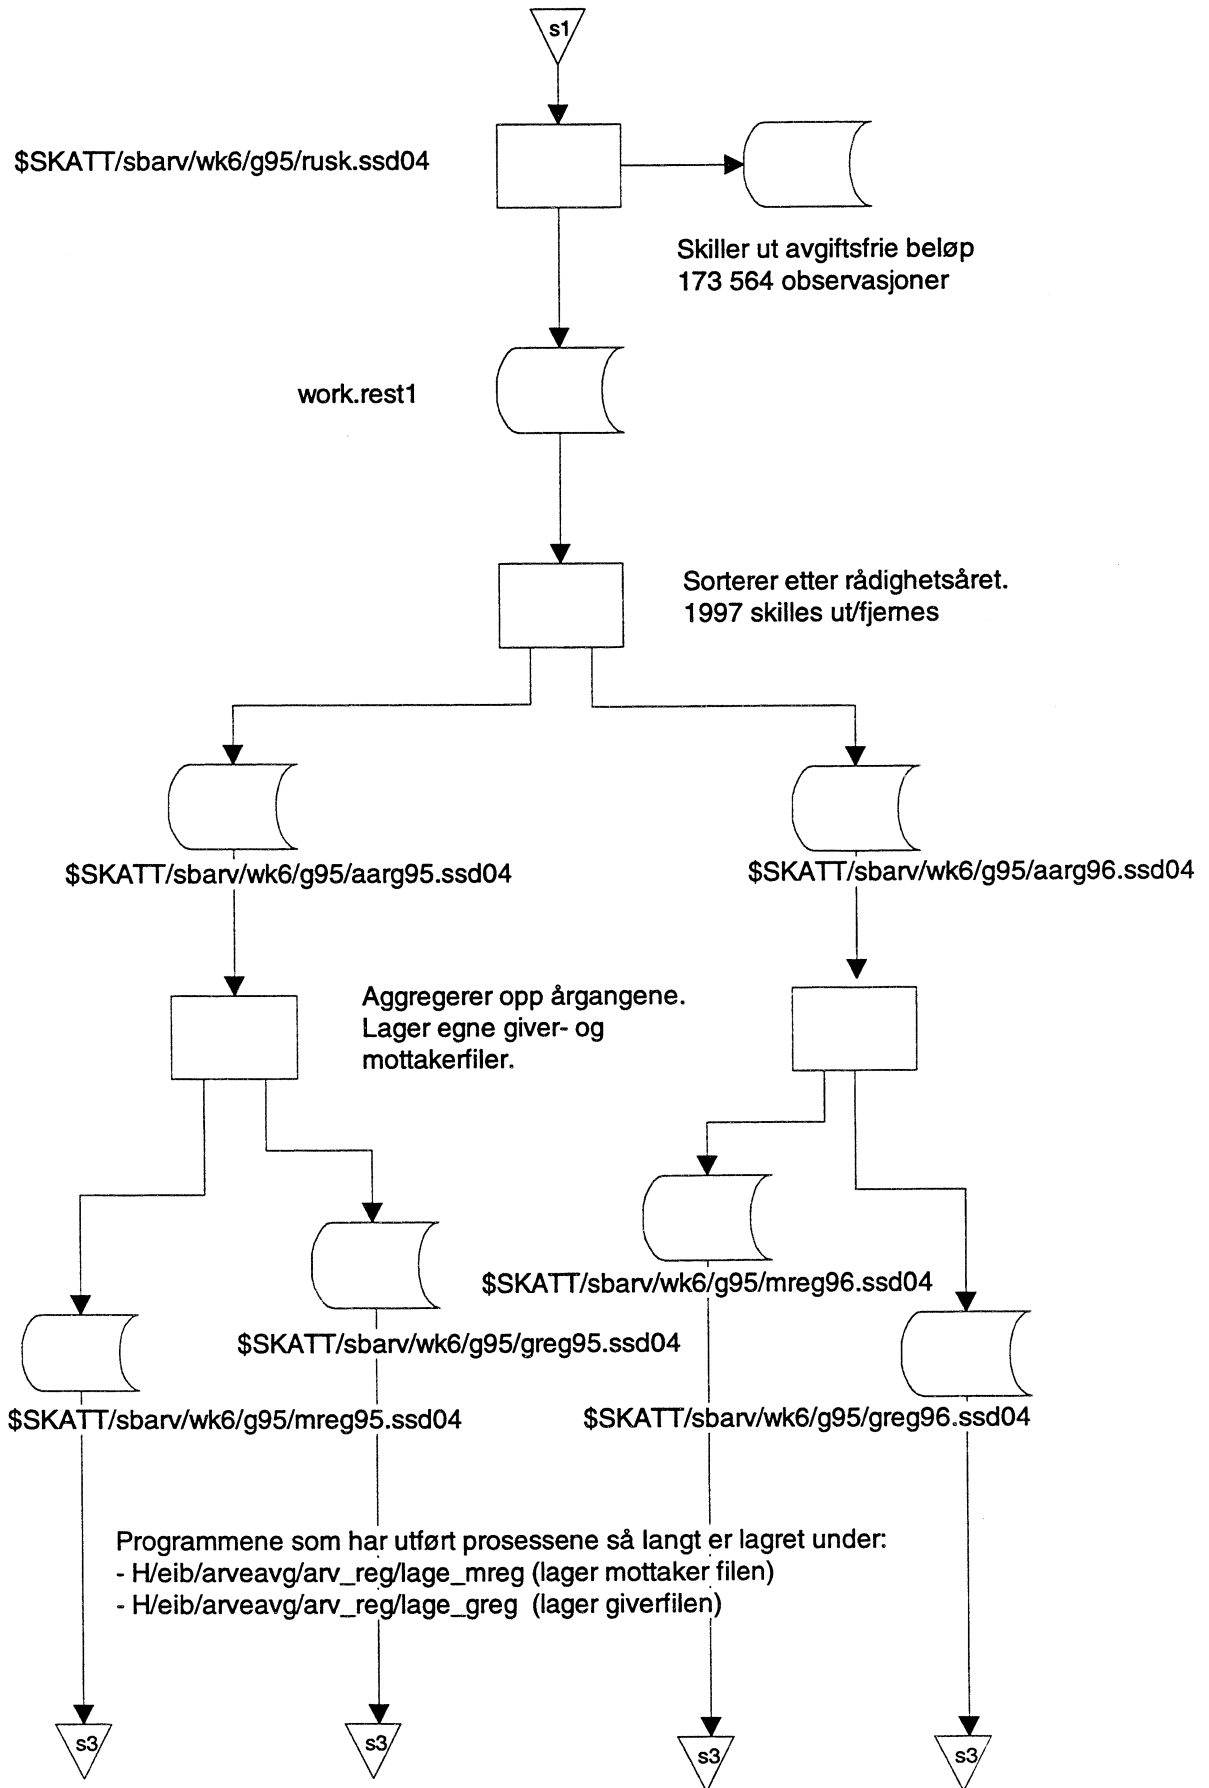 s1
$SKATT/sbarv/wk6/g95/rusk.ssd04
Skiller ut avgiftsfrie beløp
173 564 observasjoner
work.rest1
Sorterer etter rådighetsåret.
1997 skilles ut/fjernes
$SKATT/sbarv/wk6/g95/aarg95.ssd04
$SKATT/sbarv/wk6/g95/aarg96.ssd04
Aggregerer opp årgangene.
Lager egne giver- og
mottakerfiler.
$SKATT/sbarv/wk6/g95/mreg96.ssd04
$SKATT/sbarv/wk6/g95/greg95.ssd04
$SKATT/sbarv/wk6/g95/mreg95.ssd04
$SKATT/sbarv/wk6/g95/greg96.ssd04
Programmene som har utført prosessene så langt er lagret under:
- H/eib/arveavg/arv_reg/lage_mreg (lager mottaker filen)
- H/eib/arveavg/arv_reg/lage_greg (lager giverfilen)
s3
s3
s3
s3